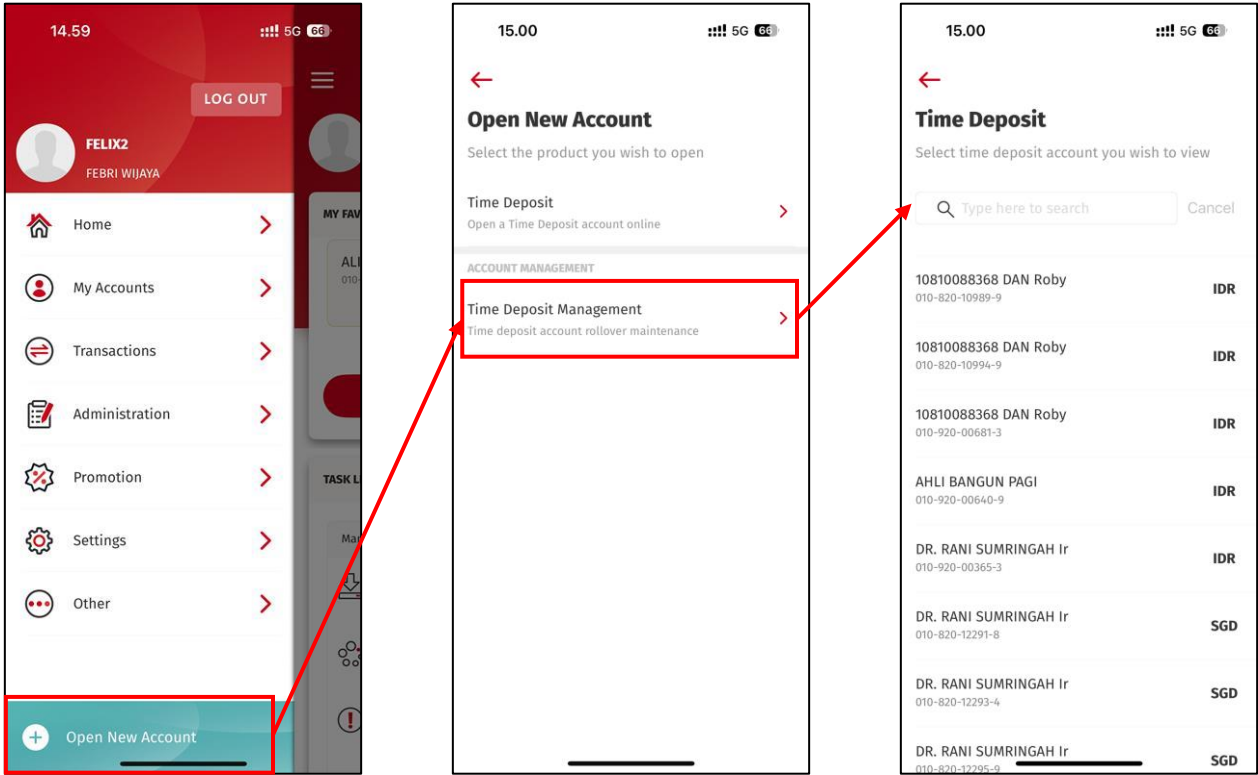 14.59
5G 66
LOG OUT
FELIX2
FEBRI WIJAYA
Home
My Accounts
Transactions
Administration
Promotion
Settings
Other
Open New Account
MY FAV
ALI
010-
TASK L
Ma
15.00
5G 66
Open New Account
Select the product you wish to open
Time Deposit
Open a Time Deposit account online
ACCOUNT MANAGEMENT
Time Deposit Management
Time deposit account rollover maintenance
15.00
5G 66
Time Deposit
Select time deposit account you wish to view
Type here to search
Cancel
10810088368 DAN Roby
010-820-10989-9
IDR
10810088368 DAN Roby
010-820-10994-9
IDR
10810088368 DAN Roby
010-920-00681-3
IDR
AHLI BANGUN PAGI
010-920-00640-9
IDR
DR. RANI SUMRINGAH Ir
010-920-00365-3
IDR
DR. RANI SUMRINGAH Ir
010-820-12291-8
SGD
DR. RANI SUMRINGAH Ir
010-820-12293-4
SGD
DR. RANI SUMRINGAH Ir
010-820-12295-9
SGD